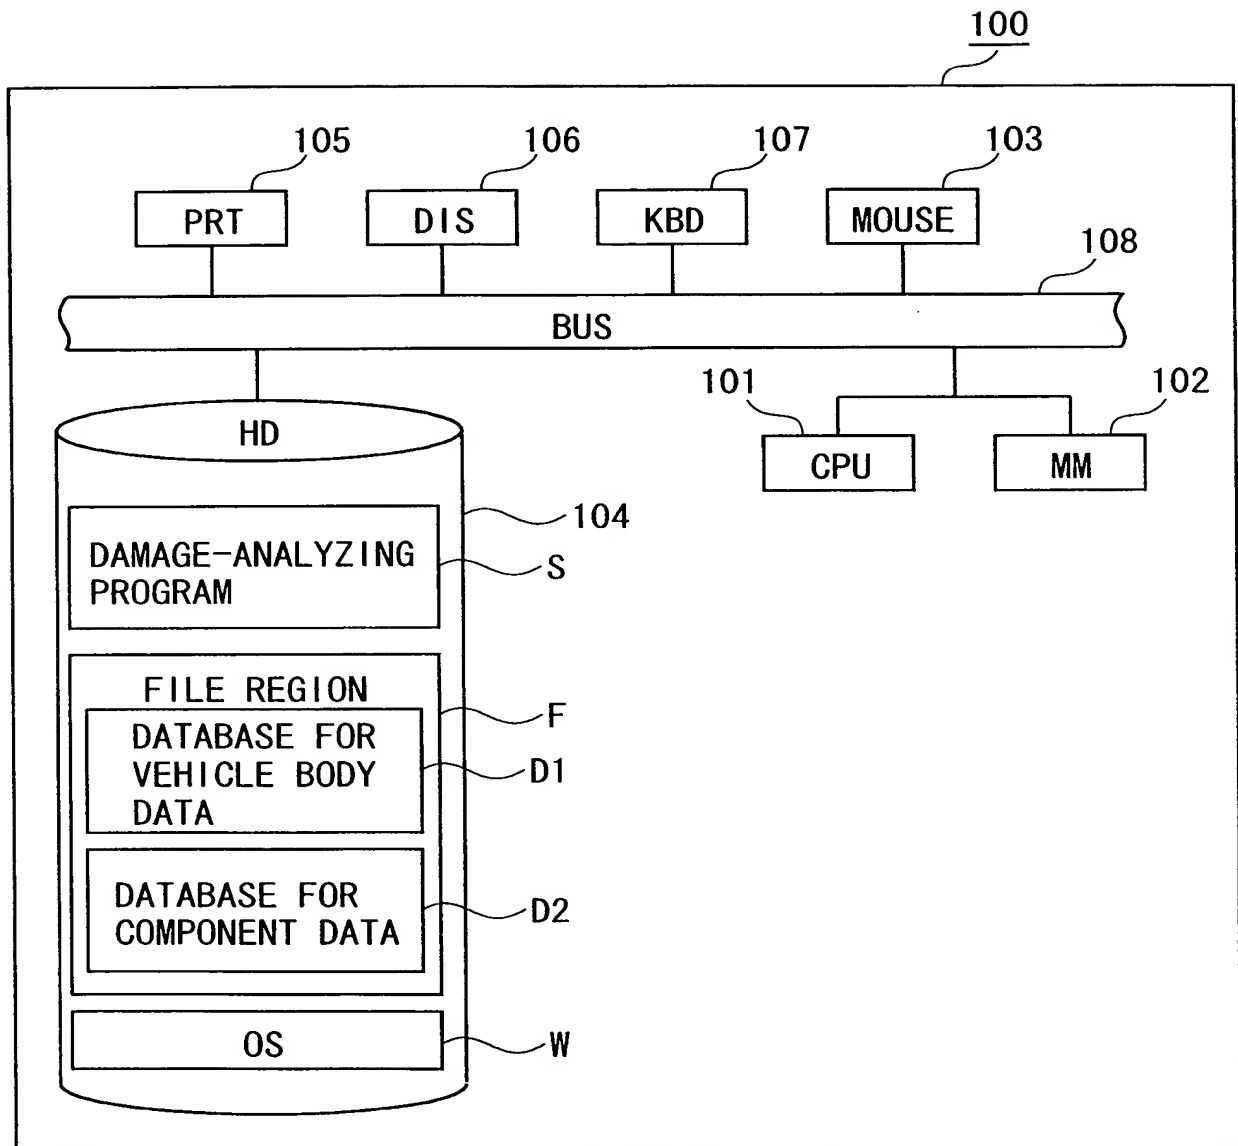 100
105
106
107
103
PRT
DIS
KBD
MOUSE
108
BUS
101
102
HD
CPU
MM
104
DAMAGE-ANALYZING
PROGRAM
S
FILE REGION
F
DATABASE FOR
VEHICLE BODY
DATA
D1
DATABASE FOR
COMPONENT DATA
D2
OS
W